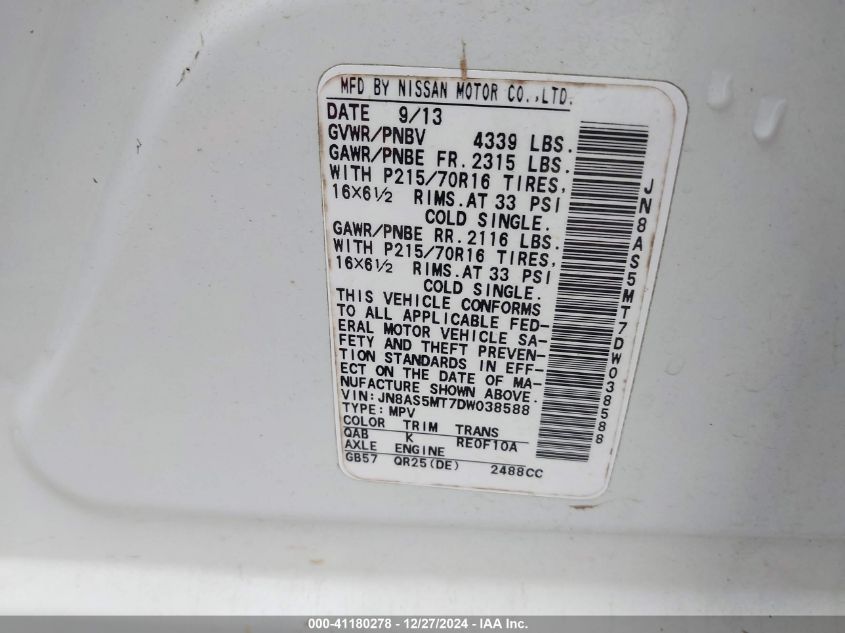 MFD BY NISSAN MOTOR CO.,LTD.
DATE 9/13
GVWR/PNBV 4339 LBS.
GAWR/PNBE FR. 2315 LBS.
WITH P215/70R16 TIRES,
16X6½ RIMS.AT 33 PSI
COLD SINGLE.
GAWR/PNBE RR. 2116 LBS.
WITH P215/70R16 TIRES,
16X6½ RIMS.AT 33 PSI
COLD SINGLE.
THIS VEHICLE CONFORMS
TO ALL APPLICABLE FED-
ERAL MOTOR VEHICLE SA-
FETY AND THEFT PREVEN-
TION STANDARDS IN EFF-
ECT ON THE DATE OF MA-
NUFACTURE SHOWN ABOVE.
VIN: JN8AS5MT7DW038588
TYPE: MPV
COLOR TRIM TRANS
QAB K RE0F10A
AXLE ENGINE
GB57 QR25(DE) 2488CC
JN8AS5MT7DW038588
000-41180278 - 12/27/2024 - IAA Inc.